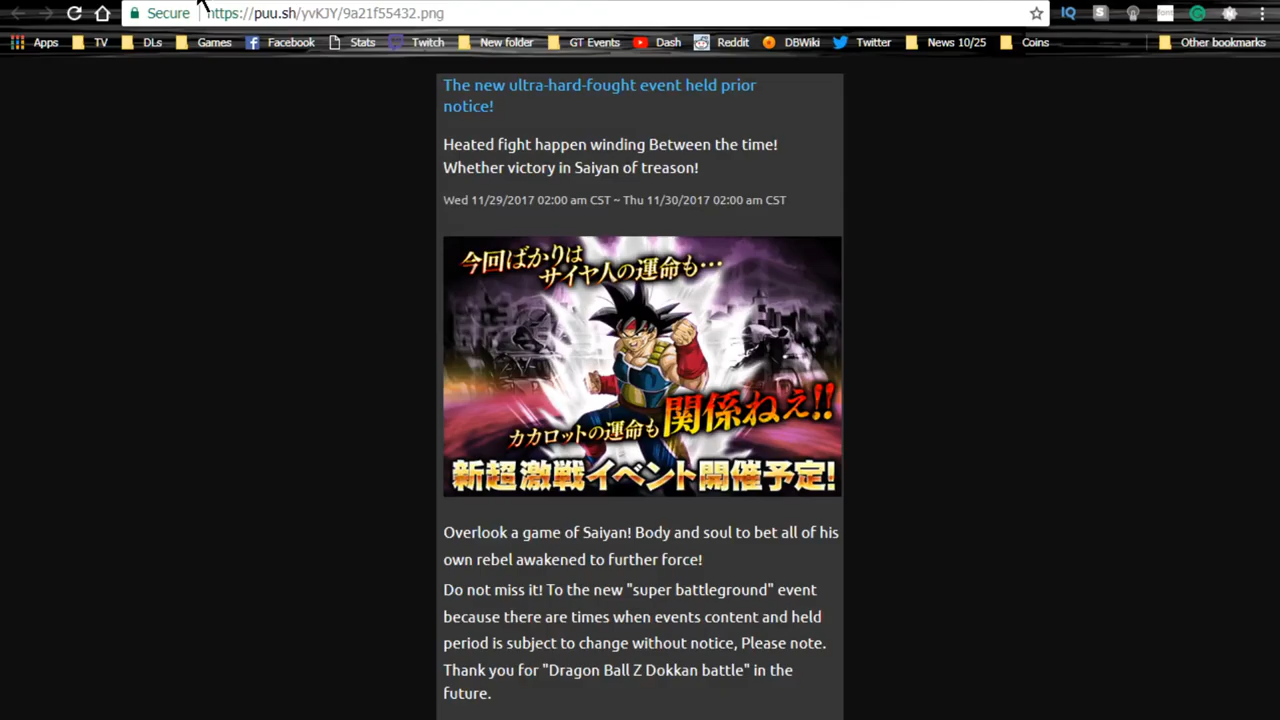 Secure https://puu.sh/yvKJY/9a21f55432.png
Apps TV DLs Games Facebook Stats Twitch New folder GT Events Dash Reddit DBWiki Twitter News 10/25 Coins Other bookmarks
The new ultra-hard-fought event held prior
notice!
Heated fight happen winding Between the time!
Whether victory in Saiyan of treason!
Wed 11/29/2017 02:00 am CST ~ Thu 11/30/2017 02:00 am CST
今回ばかりは
サイヤ人の運命も…
カカロットの運命も関係ねえ!!
新超激戦イベント開催予定!
Overlook a game of Saiyan! Body and soul to bet all of his
own rebel awakened to further force!
Do not miss it! To the new "super battleground" event
because there are times when events content and held
period is subject to change without notice, Please note.
Thank you for "Dragon Ball Z Dokkan battle" in the
future.